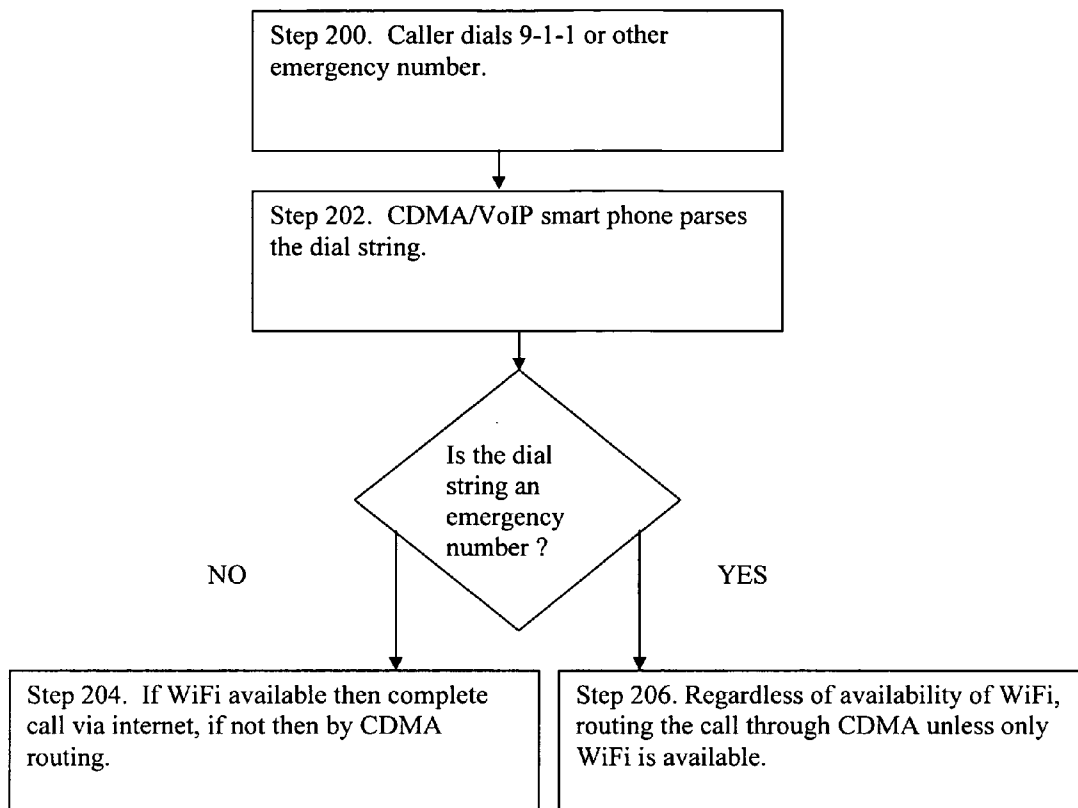 Step 200.  Caller dials 9-1-1 or other
emergency number.
Step 202.  CDMA/VoIP smart phone parses
the dial string.
Is the dial
string an
emergency
number ?
NO
YES
Step 204.  If WiFi available then complete
call via internet, if not then by CDMA
routing.
Step 206. Regardless of availability of WiFi,
routing the call through CDMA unless only
WiFi is available.